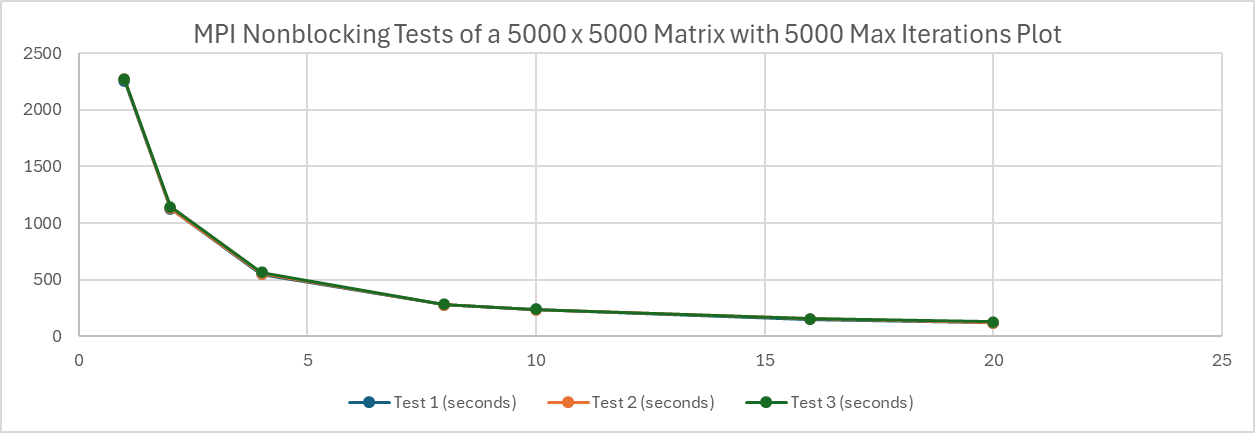 MPI Nonblocking Tests of a 5000 x 5000 Matrix with 5000 Max Iterations Plot
2500
2000
1500
1000
500
0
0 5 10 15 20 25
Test 1 (seconds) Test 2 (seconds) Test 3 (seconds)